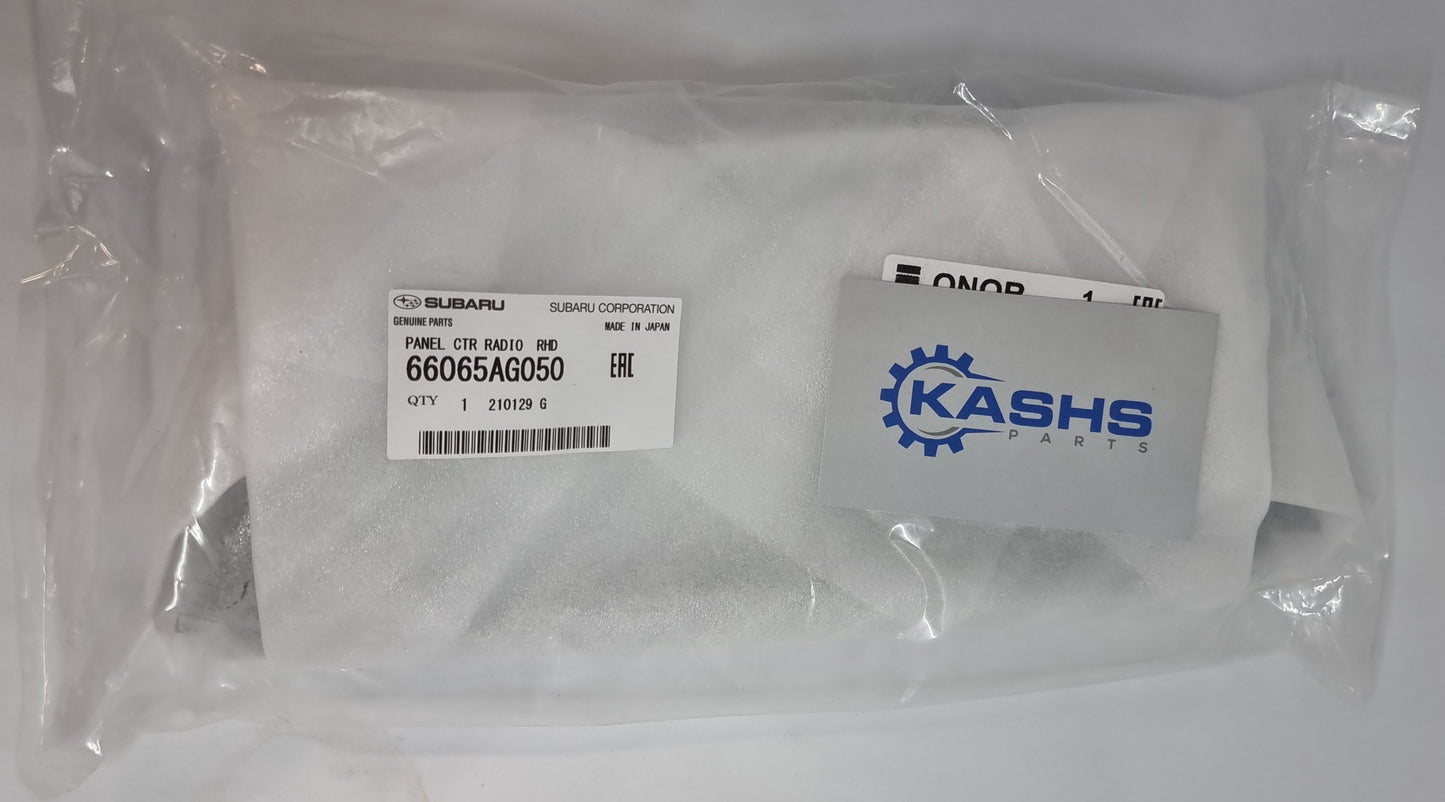 SUBARU SUBARU CORPORATION
GENUINE PARTS MADE IN JAPAN
PANEL CTR RADIO RHD
66065AG050 EAC
QTY 1 210129 G
1
KASHS
PARTS